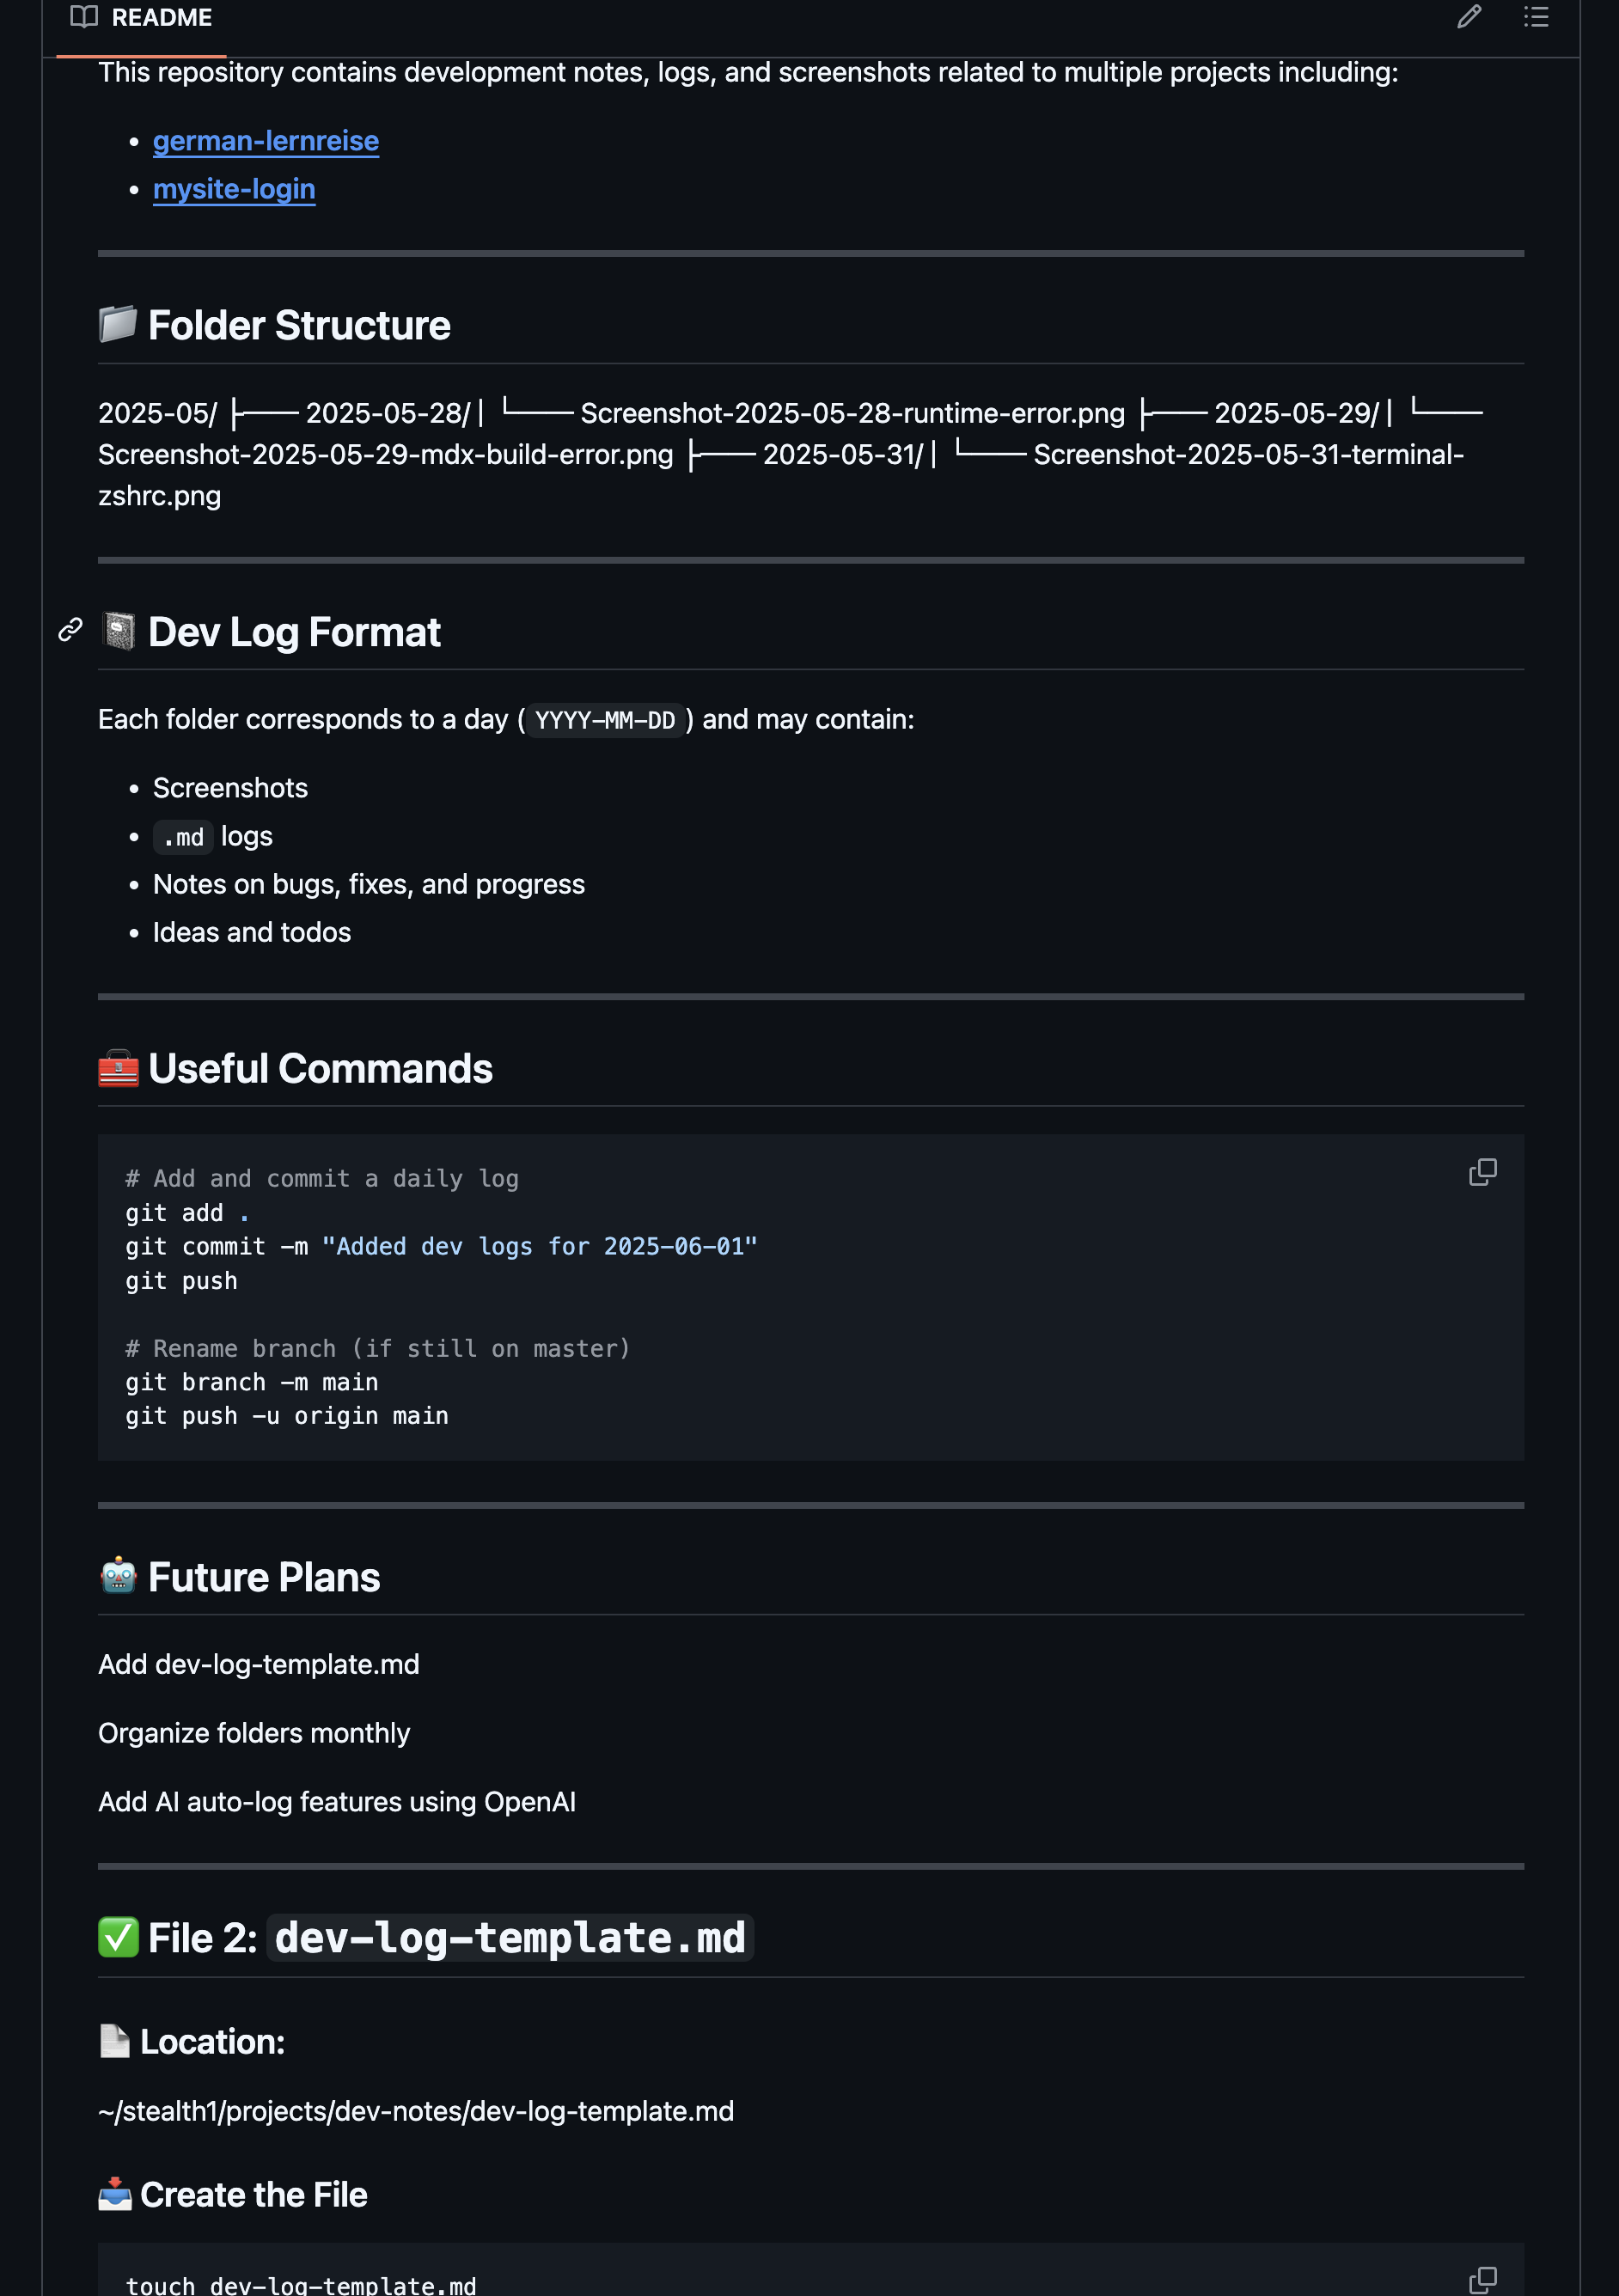 README
This repository contains development notes, logs, and screenshots related to multiple projects including:
• german-lernreise
• mysite-login
📁 Folder Structure
2025-05/ ├── 2025-05-28/ │ └── Screenshot-2025-05-28-runtime-error.png ├── 2025-05-29/ │ └──
Screenshot-2025-05-29-mdx-build-error.png ├── 2025-05-31/ │ └── Screenshot-2025-05-31-terminal-
zshrc.png
📓 Dev Log Format
Each folder corresponds to a day (YYYY-MM-DD) and may contain:
• Screenshots
• .md logs
• Notes on bugs, fixes, and progress
• Ideas and todos
🧰 Useful Commands
# Add and commit a daily log
git add .
git commit -m "Added dev logs for 2025-06-01"
git push
# Rename branch (if still on master)
git branch -m main
git push -u origin main
🤖 Future Plans
Add dev-log-template.md
Organize folders monthly
Add AI auto-log features using OpenAI
✅ File 2: dev-log-template.md
📄 Location:
~/stealth1/projects/dev-notes/dev-log-template.md
📥 Create the File
touch dev-log-template.md